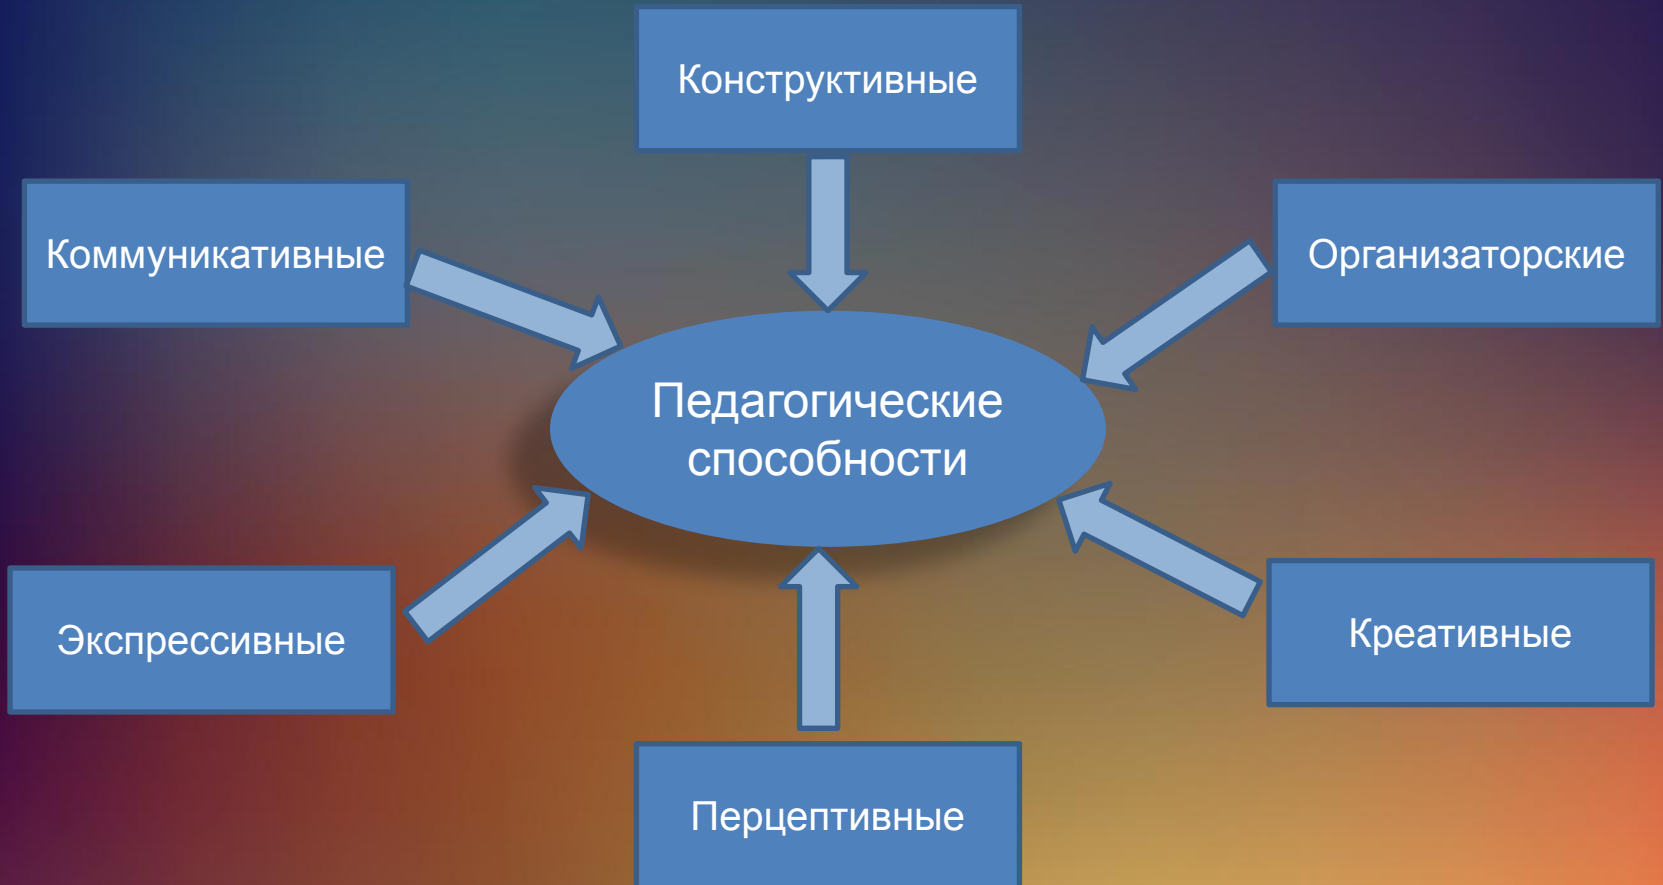 Конструктивные
Коммуникативные
Организаторские
Педагогические
способности
Экспрессивные
Креативные
Перцептивные